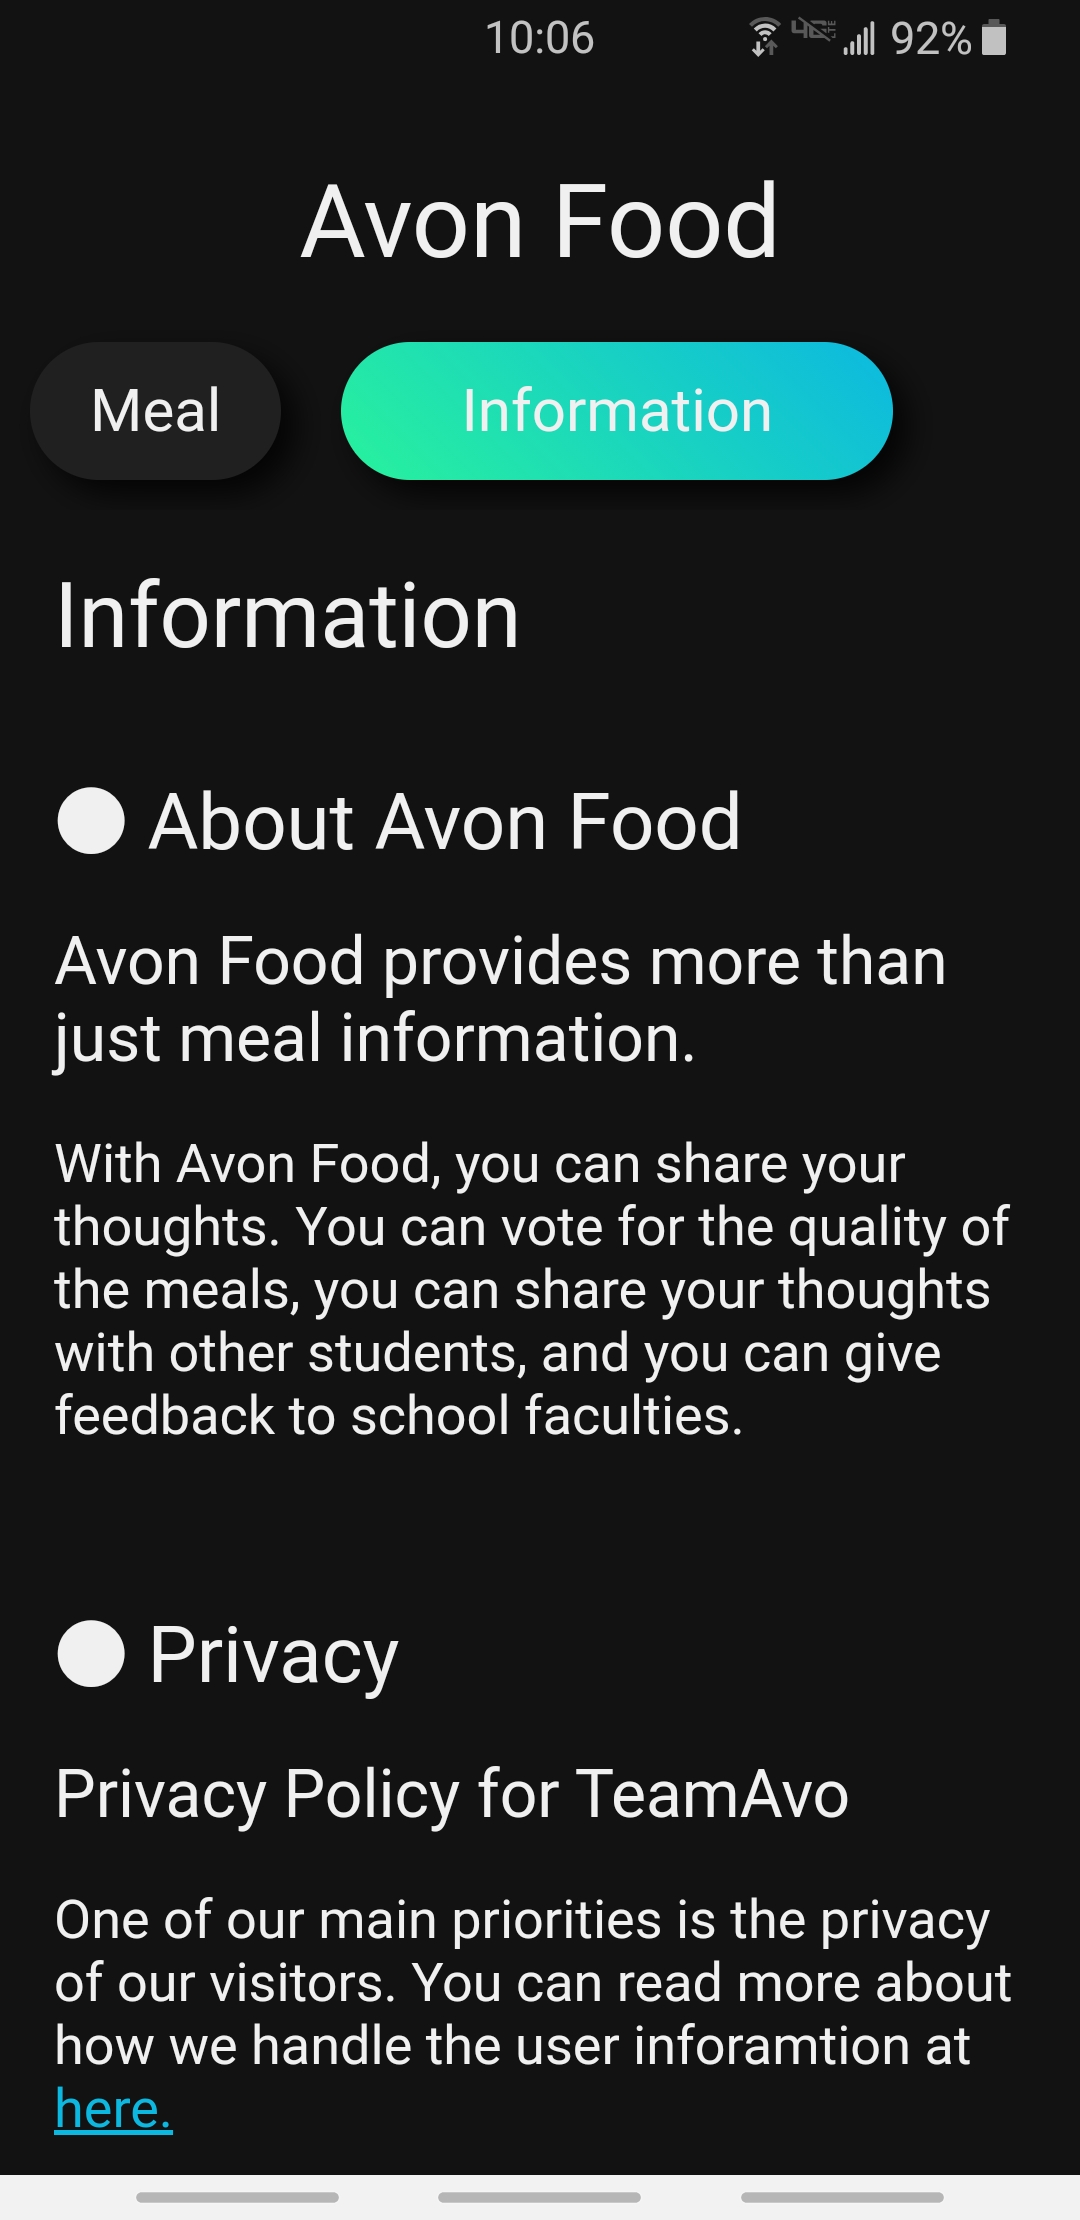 10:06
92%
Avon Food
Meal
Information
Information
● About Avon Food
Avon Food provides more than
just meal information.
With Avon Food, you can share your
thoughts. You can vote for the quality of
the meals, you can share your thoughts
with other students, and you can give
feedback to school faculties.
● Privacy
Privacy Policy for TeamAvo
One of our main priorities is the privacy
of our visitors. You can read more about
how we handle the user inforamtion at
here.